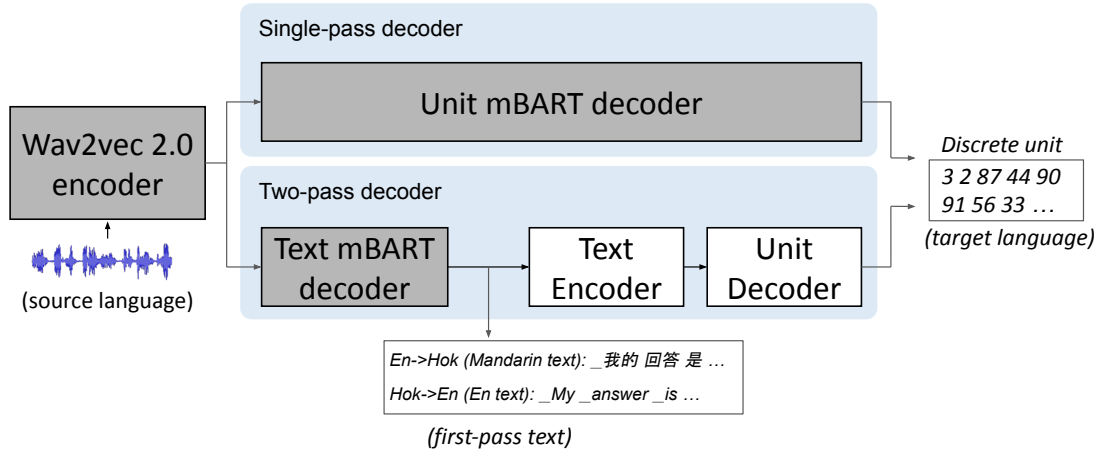 Single-pass decoder
Unit mBART decoder
Wav2vec 2.0
encoder
(source language)
Two-pass decoder
Text mBART
decoder
Text
Encoder
Unit
Decoder
Discrete unit
3 2 87 44 90
91 56 33 …
(target language)
En->Hok (Mandarin text): _我的 回答 是 …
Hok->En (En text): _My _answer _is …
(first-pass text)